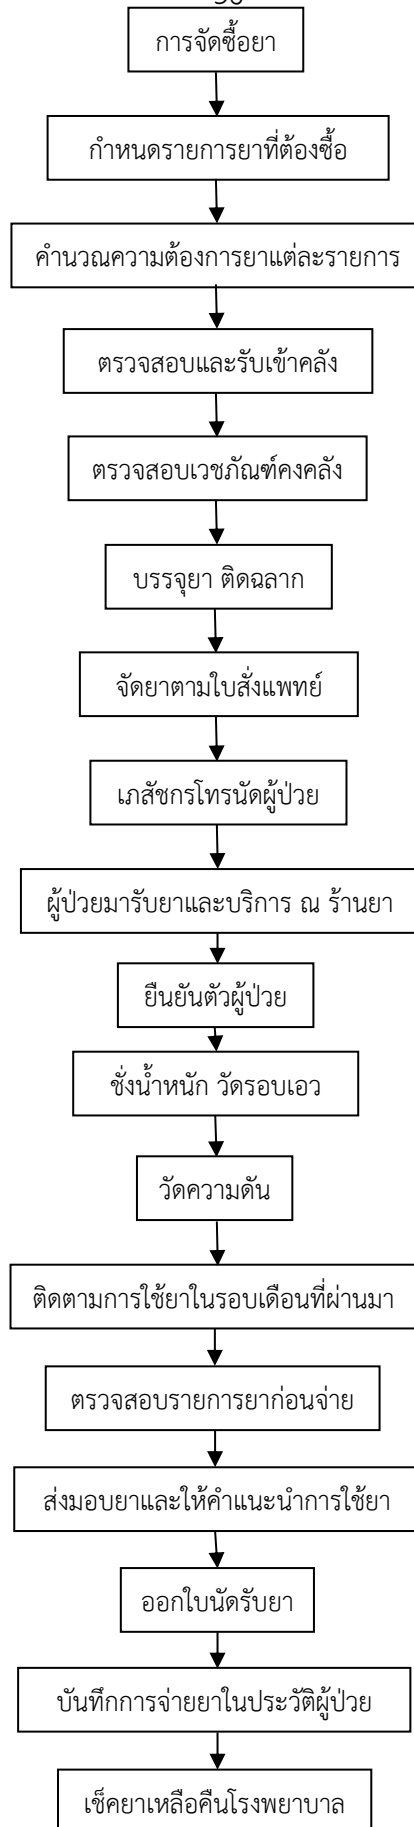 การจัดซื้อยา
กำหนดรายการยาที่ต้องซื้อ
คำนวณความต้องการยาแต่ละรายการ
ตรวจสอบและรับเข้าคลัง
ตรวจสอบเวชภัณฑ์คงคลัง
บรรจุยา ติดฉลาก
จัดยาตามใบสั่งแพทย์
เภสัชกรโทรนัดผู้ป่วย
ผู้ป่วยมารับยาและบริการ ณ ร้านยา
ยืนยันตัวผู้ป่วย
ชั่งน้ำหนัก วัดรอบเอว
วัดความดัน
ติดตามการใช้ยาในรอบเดือนที่ผ่านมา
ตรวจสอบรายการยาก่อนจ่าย
ส่งมอบยาและให้คำแนะนำการใช้ยา
ออกใบนัดรับยา
บันทึกการจ่ายยาในประวัติผู้ป่วย
เช็คยาเหลือคืนโรงพยาบาล